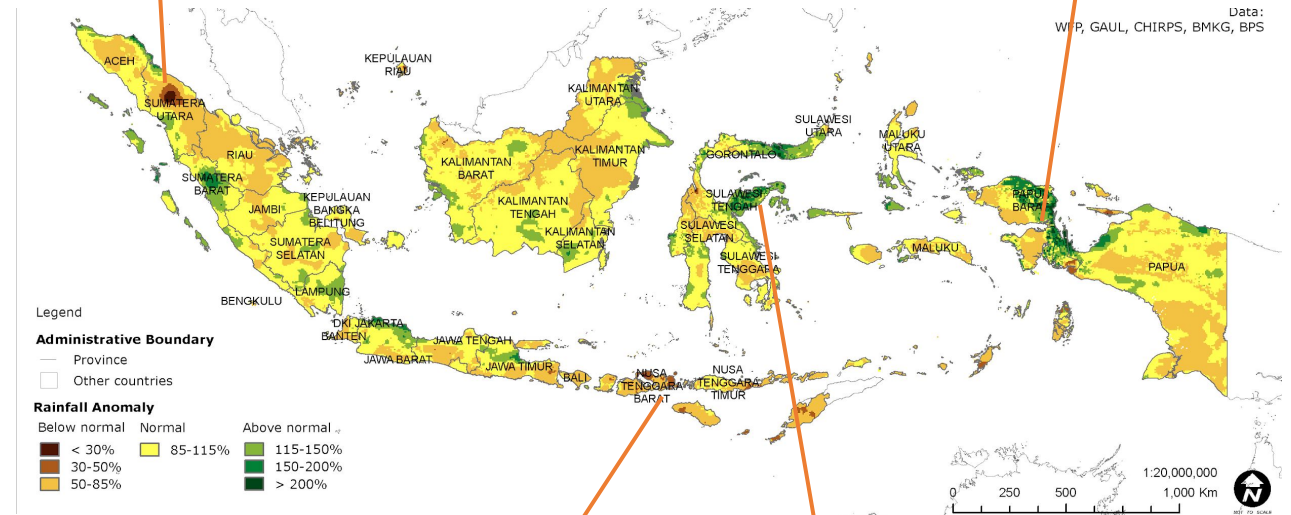 Data:
WFP, GAUL, CHIRPS, BMKG, BPS
ACEH
SUMATERA
UTARA
KEPULAUAN
RIAU
RIAU
SUMATERA
BARAT
JAMBI
KEPULAUAN
BANGKA
BELITUNG
SUMATERA
SELATAN
BENGKULU
LAMPUNG
KALIMANTAN
UTARA
KALIMANTAN
BARAT
KALIMANTAN
TIMUR
KALIMANTAN
TENGAH
KALIMANTAN
SELATAN
SULAWESI
UTARA
GORONTALO
SULAWESI
TENGAH
SULAWESI
SELATAN
SULAWESI
TENGGARA
MALUKU
UTARA
MALUKU
PAPUA
BARAT
PAPUA
DKI JAKARTA
BANTEN
JAWA BARAT
JAWA TENGAH
JAWA TIMUR
BALI
NUSA
TENGGARA
BARAT
NUSA
TENGGARA
TIMUR
Legend
Administrative Boundary
Province
Other countries
Rainfall Anomaly
Below normal Normal Above normal
< 30% 85-115% 115-150%
30-50% 150-200%
50-85% > 200%
1:20,000,000
0 250 500 1,000 Km
N
NOT TO SCALE